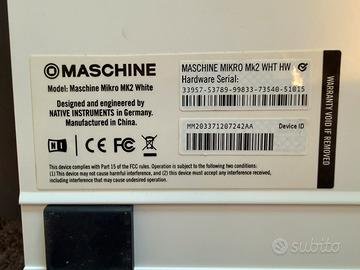 MASCHINE
Model: Maschine Mikro MK2 White
Designed and engineered by
NATIVE INSTRUMENTS in Germany.
Manufactured in China.
MASCHINE MIKRO Mk2 WHT HW
Hardware Serial:
33957-53789-99833-73540-51015
MM203371207242AA
Device ID
WARRANTY VOID IF REMOVED
NI
CE
FC
This device complies with Part 15 of the FCC Rules. Operation is subject to the following two conditions:
(1) This device may not cause harmful interference, and (2) this device must accept any interference received,
including interference that may cause undesired operation.
subito